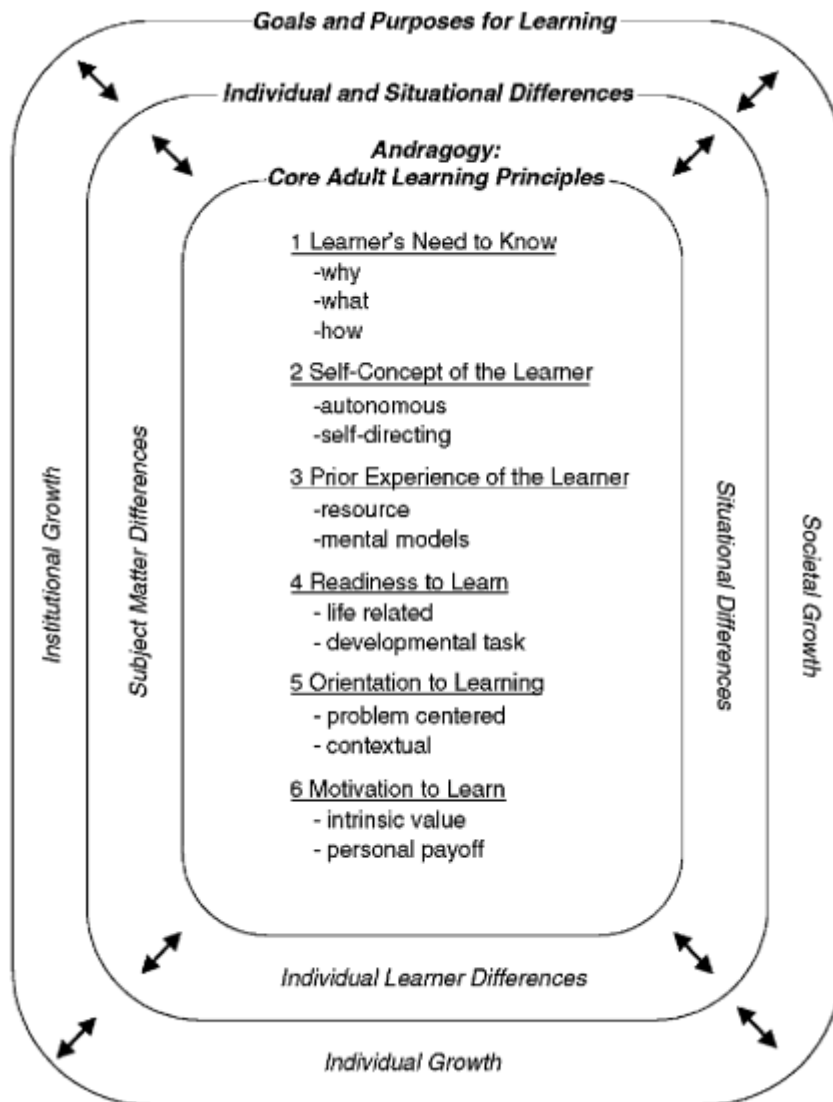 Goals and Purposes for Learning
Individual and Situational Differences
Andragogy:
Core Adult Learning Principles
1 Learner's Need to Know
-why
-what
-how
2 Self-Concept of the Learner
-autonomous
-self-directing
3 Prior Experience of the Learner
-resource
-mental models
4 Readiness to Learn
- life related
- developmental task
5 Orientation to Learning
- problem centered
- contextual
6 Motivation to Learn
- intrinsic value
- personal payoff
Institutional Growth
Subject Matter Differences
Situational Differences
Societal Growth
Individual Learner Differences
Individual Growth